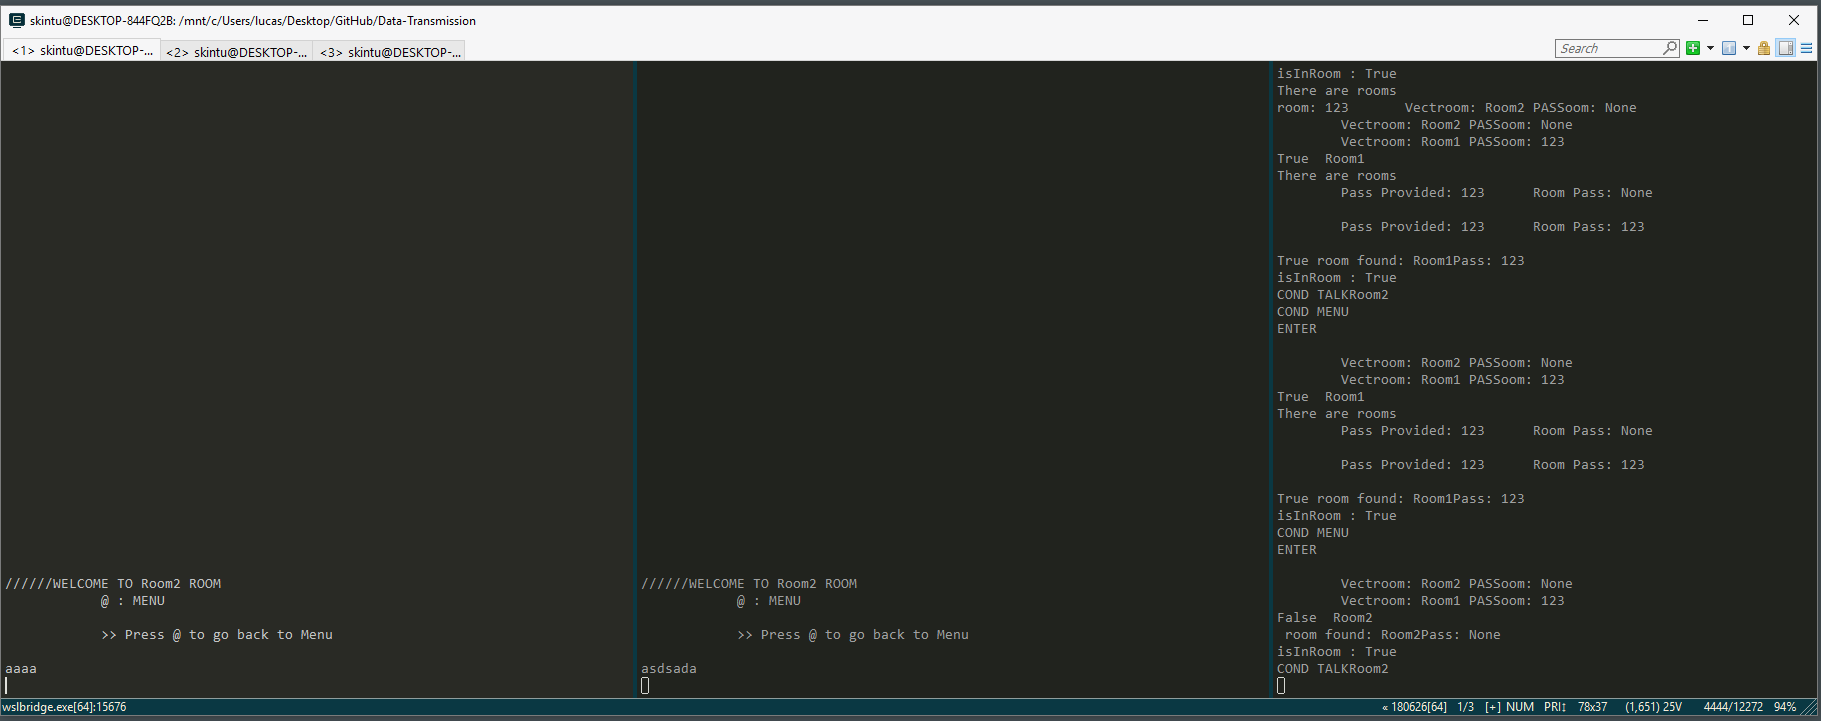 skintu@DESKTOP-844FQ2B: /mnt/c/Users/lucas/Desktop/GitHub/Data-Transmission
<1> skintu@DESKTOP-... <2> skintu@DESKTOP-... <3> skintu@DESKTOP-... Search
//////WELCOME TO Room2 ROOM
@ : MENU
>> Press @ to go back to Menu
aaaa
//////WELCOME TO Room2 ROOM
@ : MENU
>> Press @ to go back to Menu
asdsada
isInRoom : True
There are rooms
room: 123 Vectroom: Room2 PASSoom: None
Vectroom: Room2 PASSoom: None
Vectroom: Room1 PASSoom: 123
True Room1
There are rooms
Pass Provided: 123 Room Pass: None
Pass Provided: 123 Room Pass: 123
True room found: Room1Pass: 123
isInRoom : True
COND TALKRoom2
COND MENU
ENTER
Vectroom: Room2 PASSoom: None
Vectroom: Room1 PASSoom: 123
True Room1
There are rooms
Pass Provided: 123 Room Pass: None
Pass Provided: 123 Room Pass: 123
True room found: Room1Pass: 123
isInRoom : True
COND MENU
ENTER
Vectroom: Room2 PASSoom: None
Vectroom: Room1 PASSoom: 123
False Room2
room found: Room2Pass: None
isInRoom : True
COND TALKRoom2
wslbridge.exe[64]:15676 « 180626[64] 1/3 [+] NUM PRI↕ 78x37 (1,651) 25V 4444/12272 94%